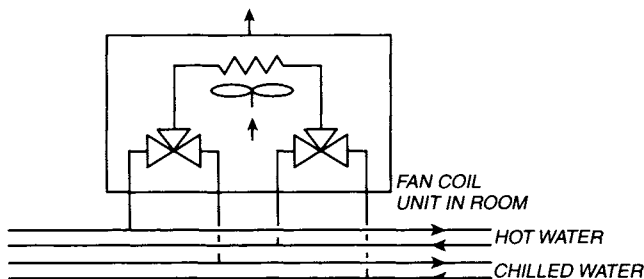 FAN COIL
UNIT IN ROOM
HOT WATER
CHILLED WATER